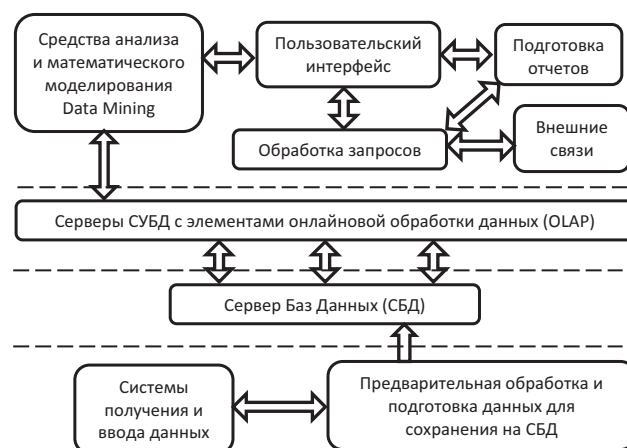 Средства анализа
и математического
моделирования
Data Mining
Пользовательский
интерфейс
Подготовка
отчетов
Обработка запросов
Внешние
связи
Серверы СУБД с элементами онлайновой обработки данных (OLAP)
Сервер Баз Данных (СБД)
Системы
получения и
ввода данных
Предварительная обработка и
подготовка данных для
сохранения на СБД